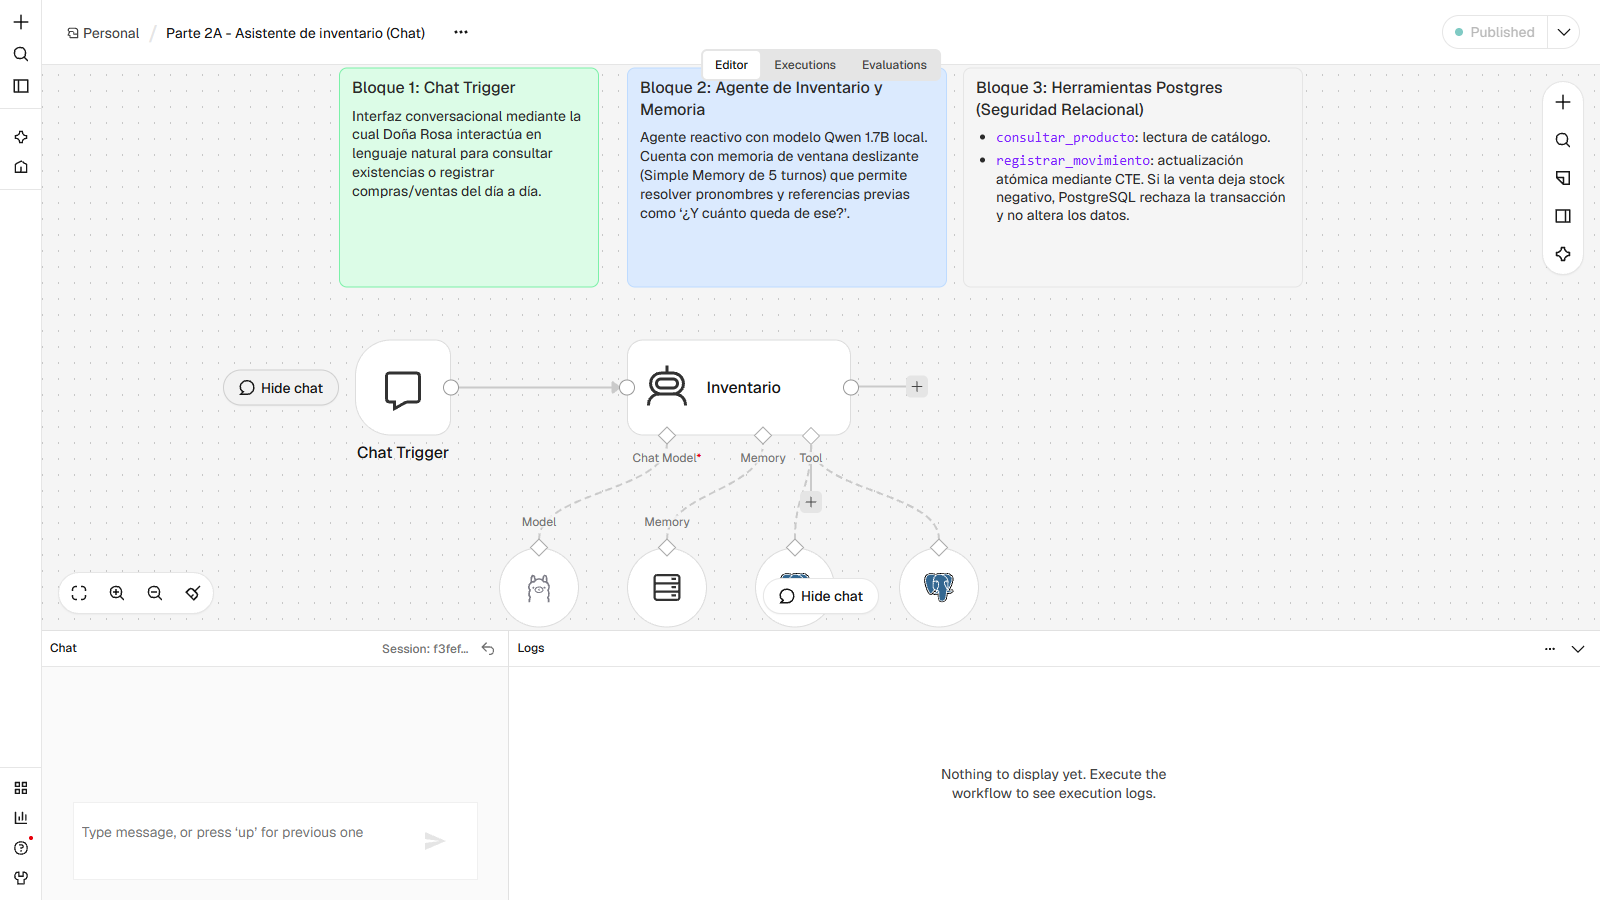 Personal / Parte 2A - Asistente de inventario (Chat) ...
Published
Editor Executions Evaluations
Bloque 1: Chat Trigger
Interfaz conversacional mediante la
cual Doña Rosa interactúa en
lenguaje natural para consultar
existencias o registrar
compras/ventas del día a día.
Bloque 2: Agente de Inventario y
Memoria
Agente reactivo con modelo Qwen 1.7B local.
Cuenta con memoria de ventana deslizante
(Simple Memory de 5 turnos) que permite
resolver pronombres y referencias previas
como ‘¿Y cuánto queda de ese?’.
Bloque 3: Herramientas Postgres
(Seguridad Relacional)
• consultar_producto: lectura de catálogo.
• registrar_movimiento: actualización
atómica mediante CTE. Si la venta deja stock
negativo, PostgreSQL rechaza la transacción
y no altera los datos.
Hide chat
Inventario
Chat Trigger
Chat Model* Memory Tool
Model Memory
Hide chat
Chat Session: f3fef...
Logs
Type message, or press ‘up’ for previous one
Nothing to display yet. Execute the
workflow to see execution logs.